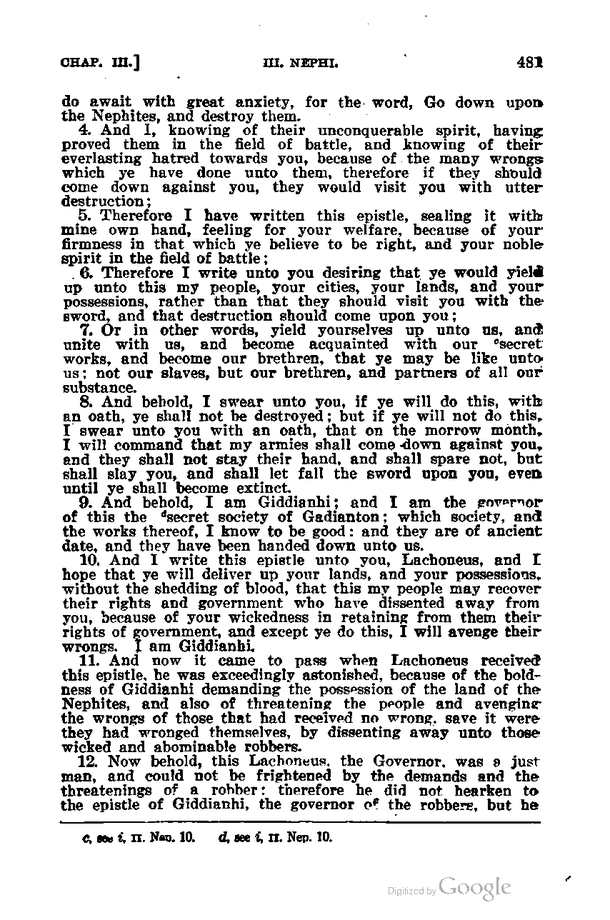 CHAP. III.] III. NEPHI. 481
do await with great anxiety, for the word, Go down upon
the Nephites, and destroy them.
4. And I, knowing of their unconquerable spirit, having
proved them in the field of battle, and knowing of their
everlasting hatred towards you, because of the many wrongs
which ye have done unto them, therefore if they should
come down against you, they would visit you with utter
destruction;
5. Therefore I have written this epistle, sealing it with
mine own hand, feeling for your welfare, because of your
firmness in that which ye believe to be right, and your noble
spirit in the field of battle;
6. Therefore I write unto you desiring that ye would yield
up unto this my people, your cities, your lands, and your
possessions, rather than that they should visit you with the
sword, and that destruction should come upon you;
7. Or in other words, yield yourselves up unto us, and
unite with us, and become acquainted with our csecret
works, and become our brethren, that ye may be like unto
us; not our slaves, but our brethren, and partners of all our
substance.
8. And behold, I swear unto you, if ye will do this, with
an oath, ye shall not be destroyed; but if ye will not do this,
I swear unto you with an oath, that on the morrow month,
I will command that my armies shall come down against you,
and they shall not stay their hand, and shall spare not, but
shall slay you, and shall let fall the sword upon you, even
until ye shall become extinct.
9. And behold, I am Giddianhi; and I am the governor
of this the dsecret society of Gadianton; which society, and
the works thereof, I know to be good: and they are of ancient
date, and they have been handed down unto us.
10. And I write this epistle unto you, Lachoneus, and I
hope that ye will deliver up your lands, and your possessions,
without the shedding of blood, that this my people may recover
their rights and government who have dissented away from
you, because of your wickedness in retaining from them their
rights of government, and except ye do this, I will avenge their
wrongs. I am Giddianhi.
11. And now it came to pass when Lachoneus received
this epistle, he was exceedingly astonished, because of the bold-
ness of Giddianhi demanding the possession of the land of the
Nephites, and also of threatening the people and avenging
the wrongs of those that had received no wrong, save it were
they had wronged themselves, by dissenting away unto those
wicked and abominable robbers.
12. Now behold, this Lachoneus, the Governor, was a just
man, and could not be frightened by the demands and the
threatenings of a robber; therefore he did not hearken to
the epistle of Giddianhi, the governor of the robbers, but he
c, see i, II. Nep. 10. d, see i, II. Nep. 10.
Digitized by Google